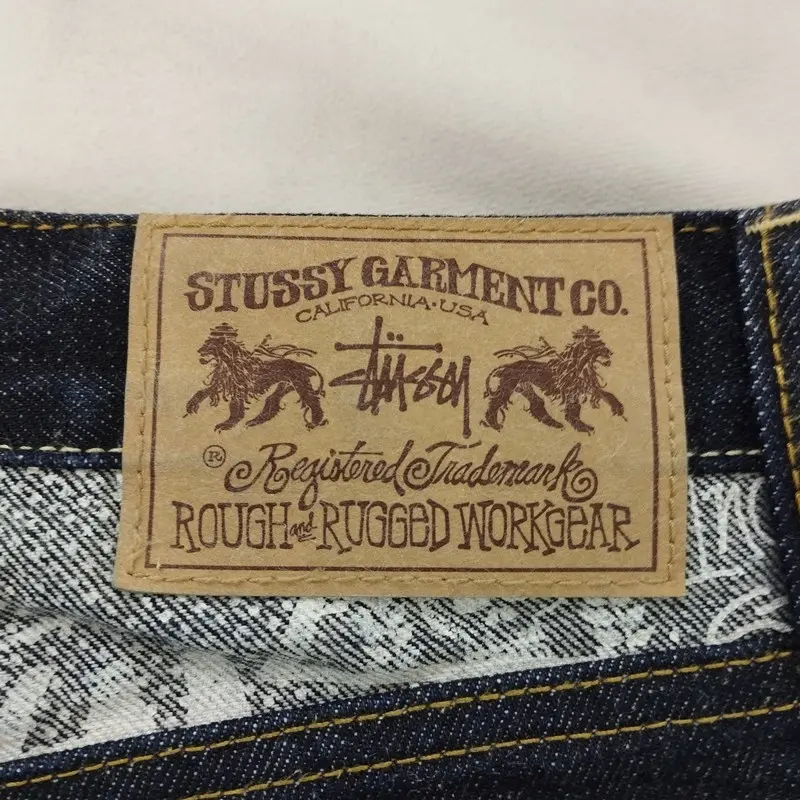 STUSSY GARMENT CO.
CALIFORNIA·USA
Stüssy
® Registered Trademark
ROUGH and RUGGED WORKGEAR